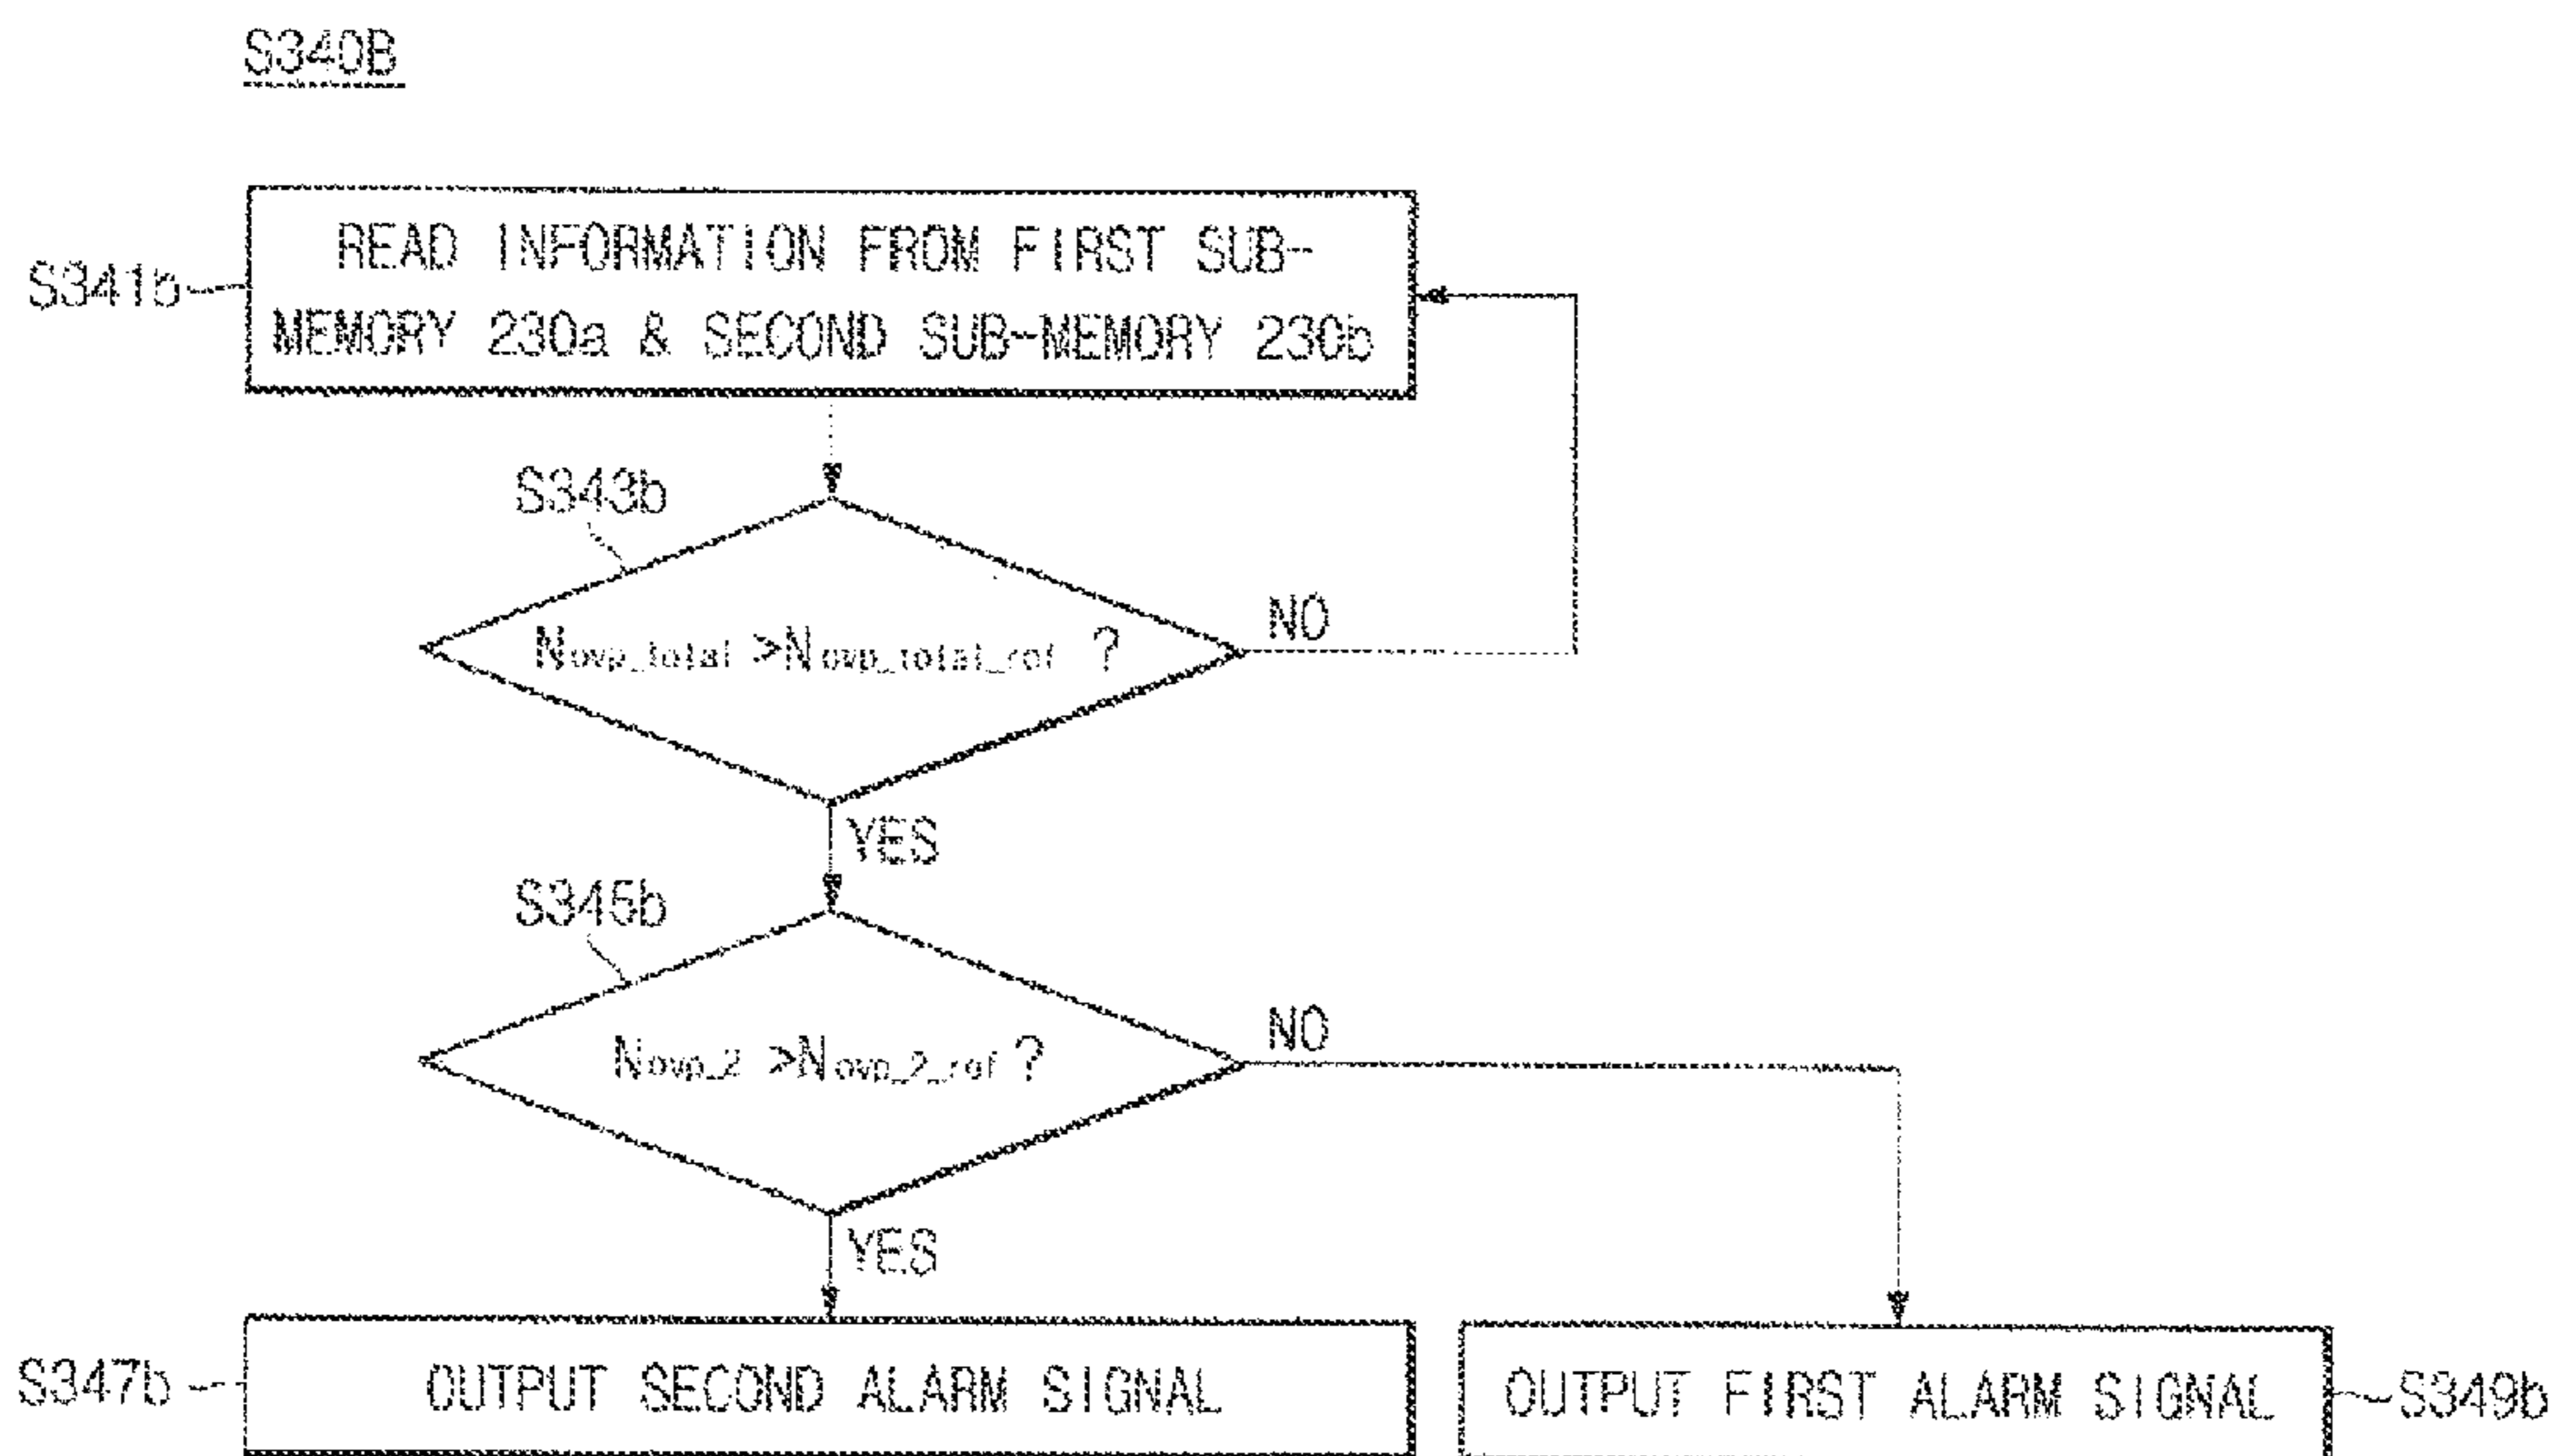 S340B
S341b
READ INFORMATION FROM FIRST SUB-
MEMORY 230a & SECOND SUB-MEMORY 230b
S343b
Novp_total >Novp_total_ref ?
NO
YES
S345b
Novp_2 >Novp_2_ref ?
NO
YES
S347b
OUTPUT SECOND ALARM SIGNAL
OUTPUT FIRST ALARM SIGNAL
S349b